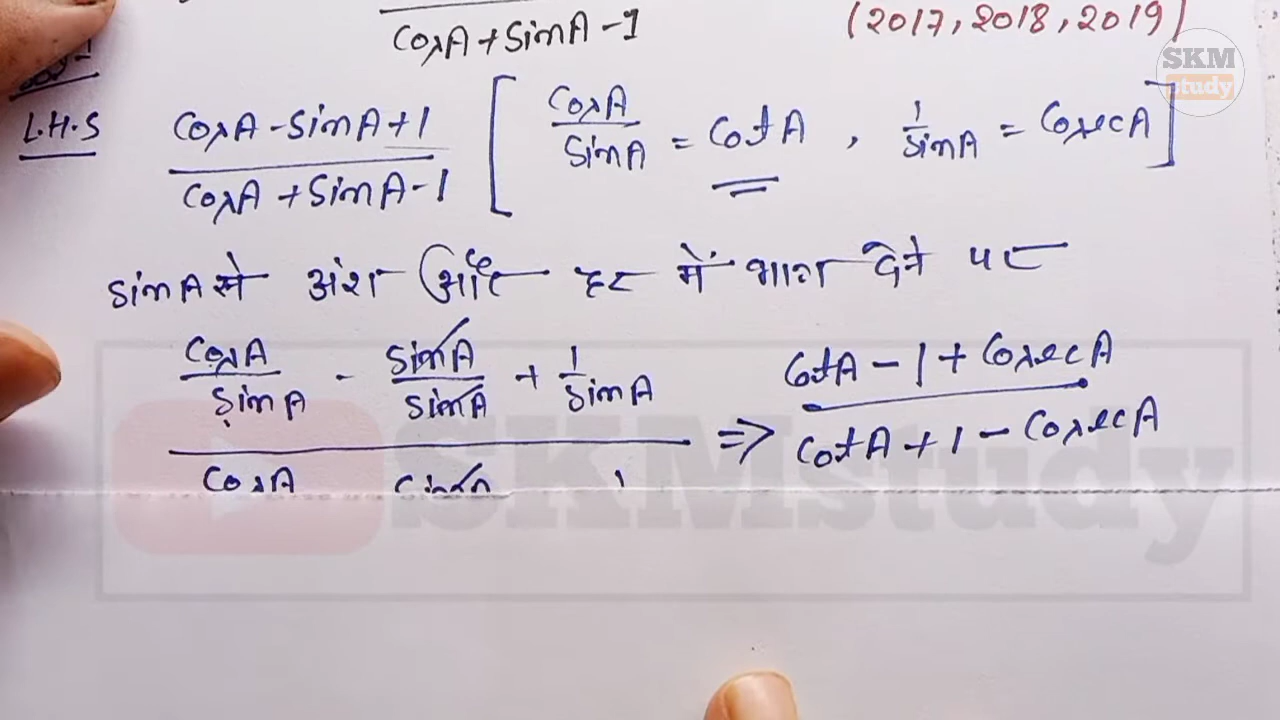 CosA + SinA - 1
(2017, 2018, 2019)
SKM
study
L.H.S
CosA - SinA + 1
CosA + SinA - 1
[ CosA / SinA = CotA , 1 / SinA = CosecA ]
SinA से अंश और हर में भाग देने पर
CosA / SinA - SinA / SinA + 1 / SinA
CosA SinA 1
⇒ CotA - 1 + CosecA
CotA + 1 - CosecA
SKMstudy